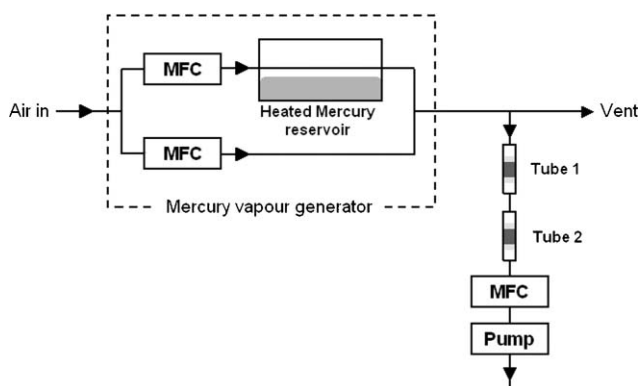 MFC
Air in
Heated Mercury
reservoir
Vent
MFC
Mercury vapour generator
Tube 1
Tube 2
MFC
Pump